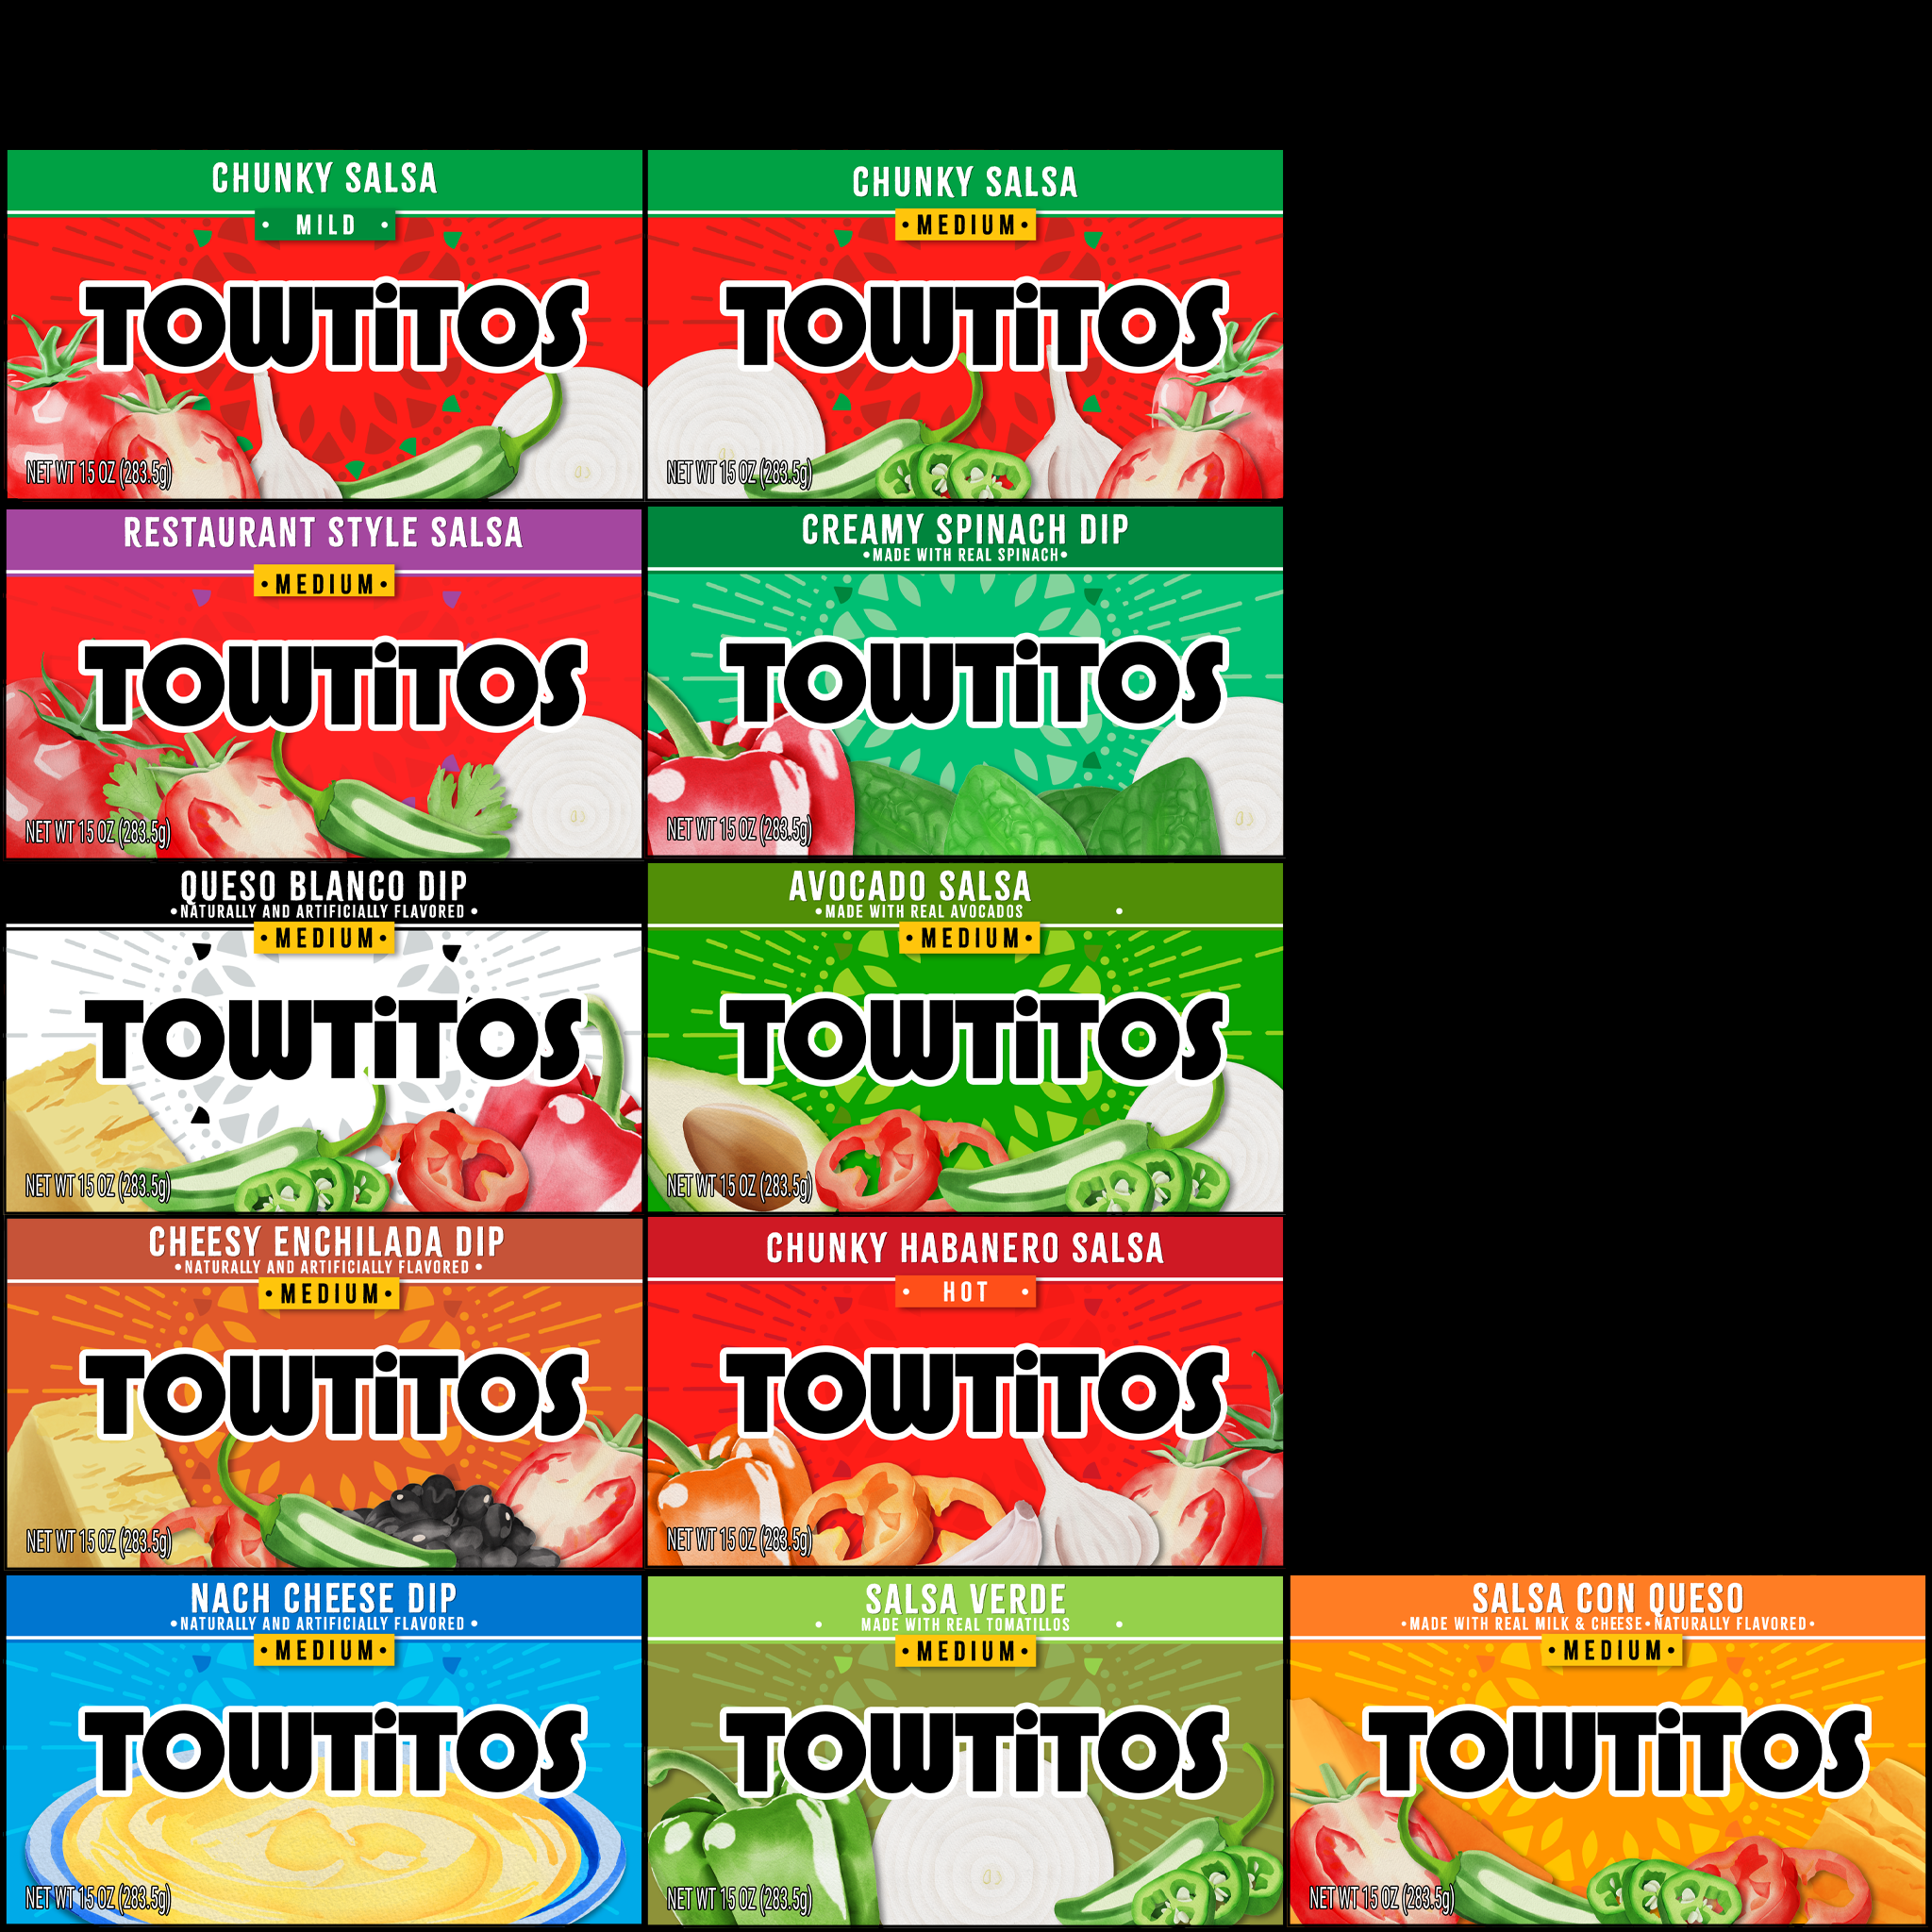 CHUNKY SALSA
• MILD •
TOWTiTOS
NET WT 15 OZ (283.5g)
CHUNKY SALSA
•MEDIUM•
TOWTiTOS
NET WT 15 OZ (283.5g)
RESTAURANT STYLE SALSA
•MEDIUM•
TOWTiTOS
NET WT 15 OZ (283.5g)
CREAMY SPINACH DIP
•MADE WITH REAL SPINACH•
TOWTiTOS
NET WT 15 OZ (283.5g)
QUESO BLANCO DIP
•NATURALLY AND ARTIFICIALLY FLAVORED •
•MEDIUM•
TOWTiTOS
NET WT 15 OZ (283.5g)
AVOCADO SALSA
•MADE WITH REAL AVOCADOS •
•MEDIUM•
TOWTiTOS
NET WT 15 OZ (283.5g)
CHEESY ENCHILADA DIP
•NATURALLY AND ARTIFICIALLY FLAVORED •
•MEDIUM•
TOWTiTOS
NET WT 15 OZ (283.5g)
CHUNKY HABANERO SALSA
• HOT •
TOWTiTOS
NET WT 15 OZ (283.5g)
NACH CHEESE DIP
•NATURALLY AND ARTIFICIALLY FLAVORED •
•MEDIUM•
TOWTiTOS
NET WT 15 OZ (283.5g)
SALSA VERDE
• MADE WITH REAL TOMATILLOS •
•MEDIUM•
TOWTiTOS
NET WT 15 OZ (283.5g)
SALSA CON QUESO
•MADE WITH REAL MILK & CHEESE•NATURALLY FLAVORED•
•MEDIUM•
TOWTiTOS
NET WT 15 OZ (283.5g)